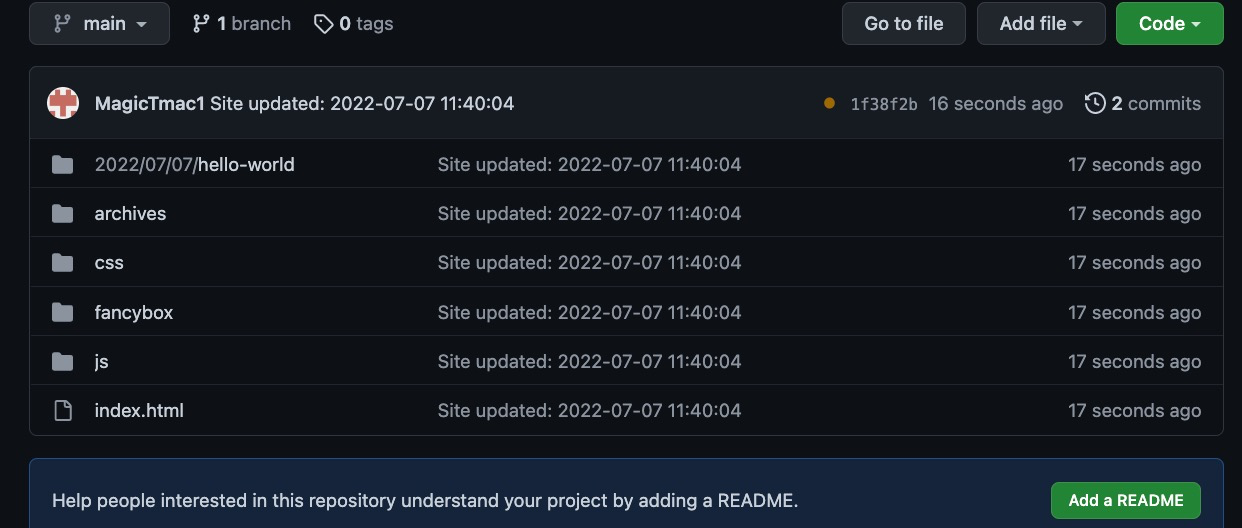 main 1 branch 0 tags Go to file Add file Code
MagicTmac1 Site updated: 2022-07-07 11:40:04 1f38f2b 16 seconds ago 2 commits
2022/07/07/hello-world Site updated: 2022-07-07 11:40:04 17 seconds ago
archives Site updated: 2022-07-07 11:40:04 17 seconds ago
css Site updated: 2022-07-07 11:40:04 17 seconds ago
fancybox Site updated: 2022-07-07 11:40:04 17 seconds ago
js Site updated: 2022-07-07 11:40:04 17 seconds ago
index.html Site updated: 2022-07-07 11:40:04 17 seconds ago
Help people interested in this repository understand your project by adding a README. Add a README